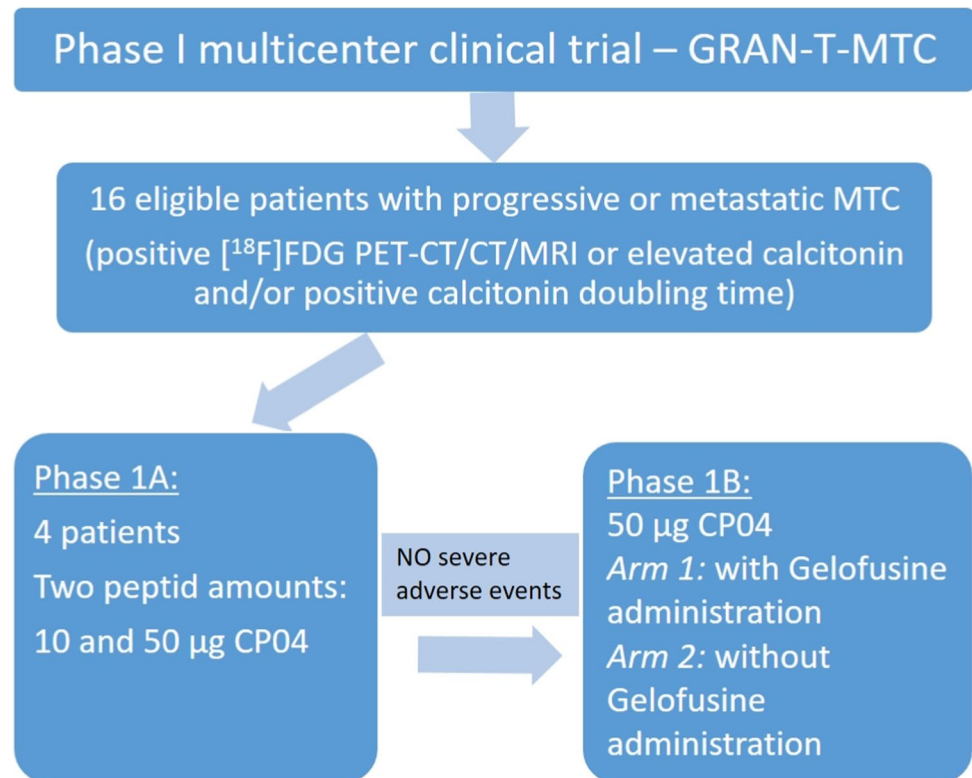 Phase I multicenter clinical trial – GRAN-T-MTC
16 eligible patients with progressive or metastatic MTC
(positive [¹⁸F]FDG PET-CT/CT/MRI or elevated calcitonin
and/or positive calcitonin doubling time)
Phase 1A:
4 patients
Two peptid amounts:
10 and 50 μg CP04
NO severe
adverse events
Phase 1B:
50 μg CP04
Arm 1: with Gelofusine
administration
Arm 2: without
Gelofusine
administration